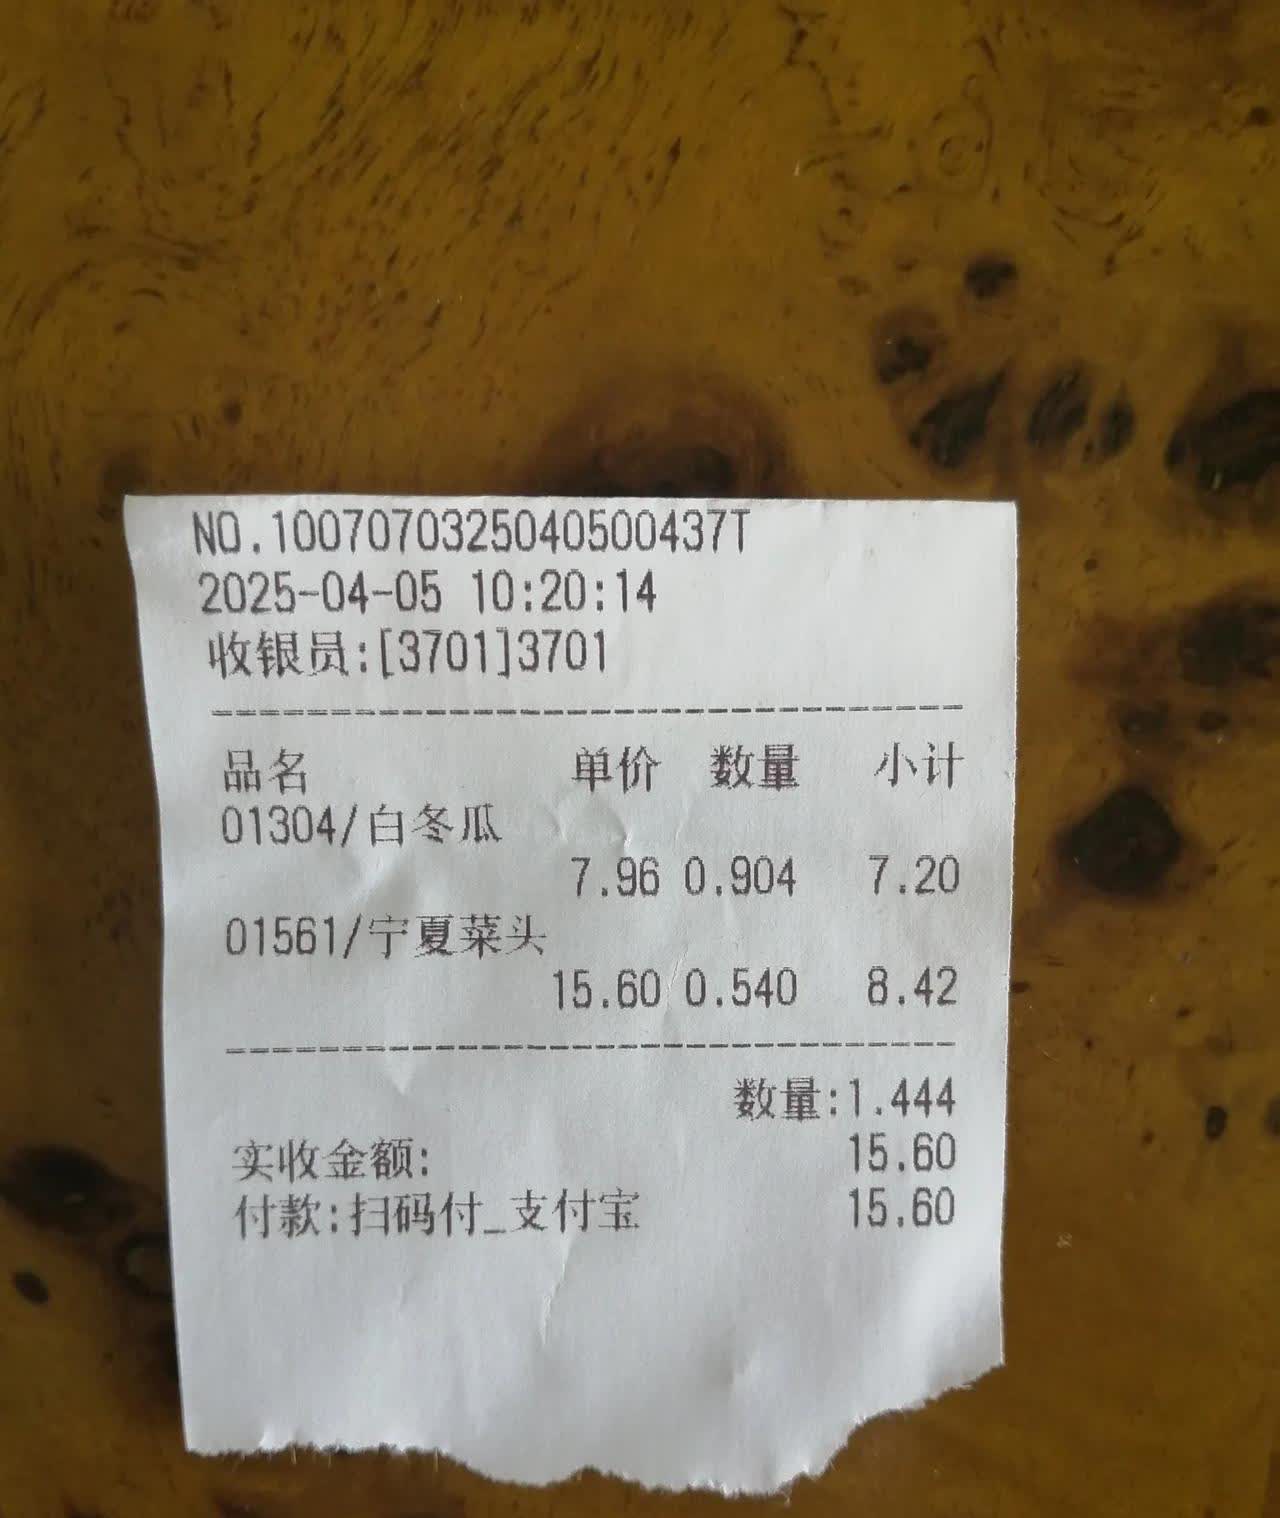 NO.1007070325040500437T
2025-04-05 10:20:14
收银员:[3701]3701
--------------------------------
品名 单价 数量 小计
01304/白冬瓜
7.96 0.904 7.20
01561/宁夏菜头
15.60 0.540 8.42
--------------------------------
数量:1.444
实收金额: 15.60
付款:扫码付_支付宝 15.60